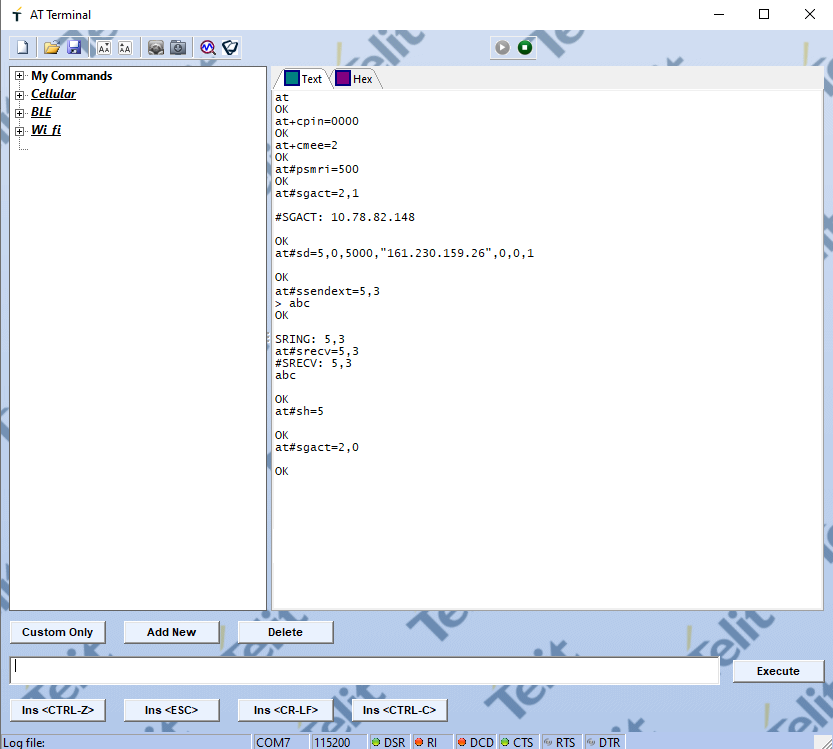 AT Terminal
My Commands
Cellular
BLE
Wi_fi
Text Hex
at
OK
at+cpin=0000
OK
at+cmee=2
OK
at#psmri=500
OK
at#sgact=2,1
#SGACT: 10.78.82.148
OK
at#sd=5,0,5000,"161.230.159.26",0,0,1
OK
at#ssendext=5,3
> abc
OK
SRING: 5,3
at#srecv=5,3
#SRECV: 5,3
abc
OK
at#sh=5
OK
at#sgact=2,0
OK
Custom Only Add New Delete
Execute
Ins <CTRL-Z> Ins <ESC> Ins <CR-LF> Ins <CTRL-C>
Log file: COM7 115200 DSR RI DCD CTS RTS DTR
Telit